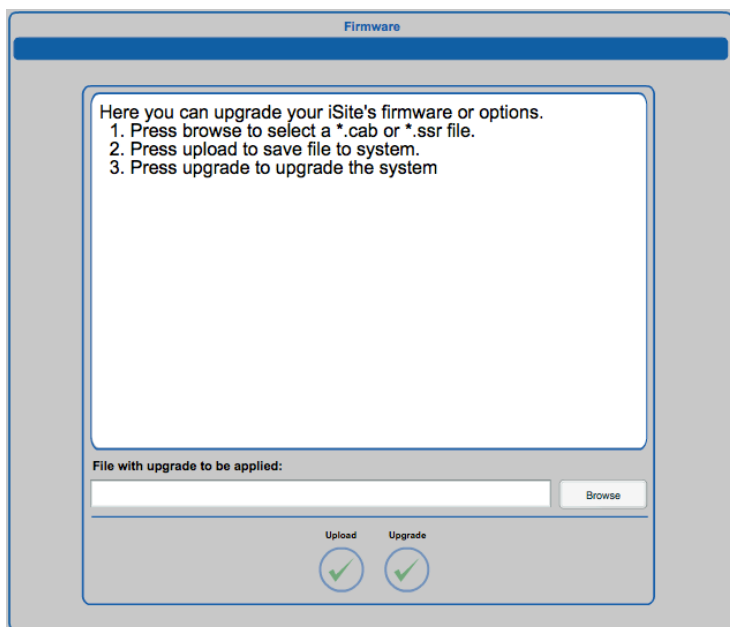 Firmware
Here you can upgrade your iSite's firmware or options.
1. Press browse to select a *.cab or *.ssr file.
2. Press upload to save file to system.
3. Press upgrade to upgrade the system
File with upgrade to be applied:
Browse
Upload Upgrade